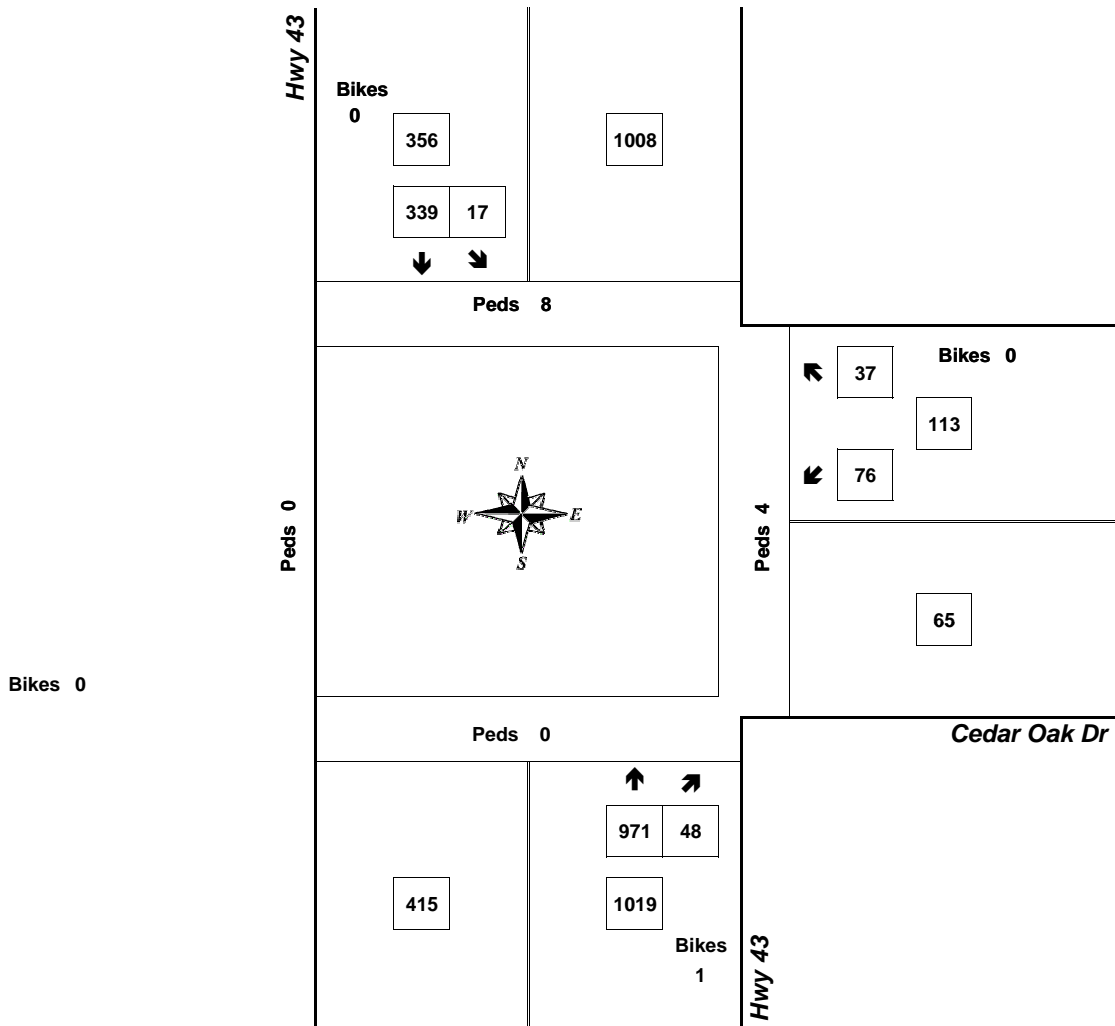 Hwy 43
Bikes
0
356
1008
339 17
Peds 8
37
Bikes 0
113
76
N
W E
S
Peds 0
Peds 4
65
Bikes 0
Peds 0
Cedar Oak Dr
971 48
415
1019
Bikes
1
Hwy 43